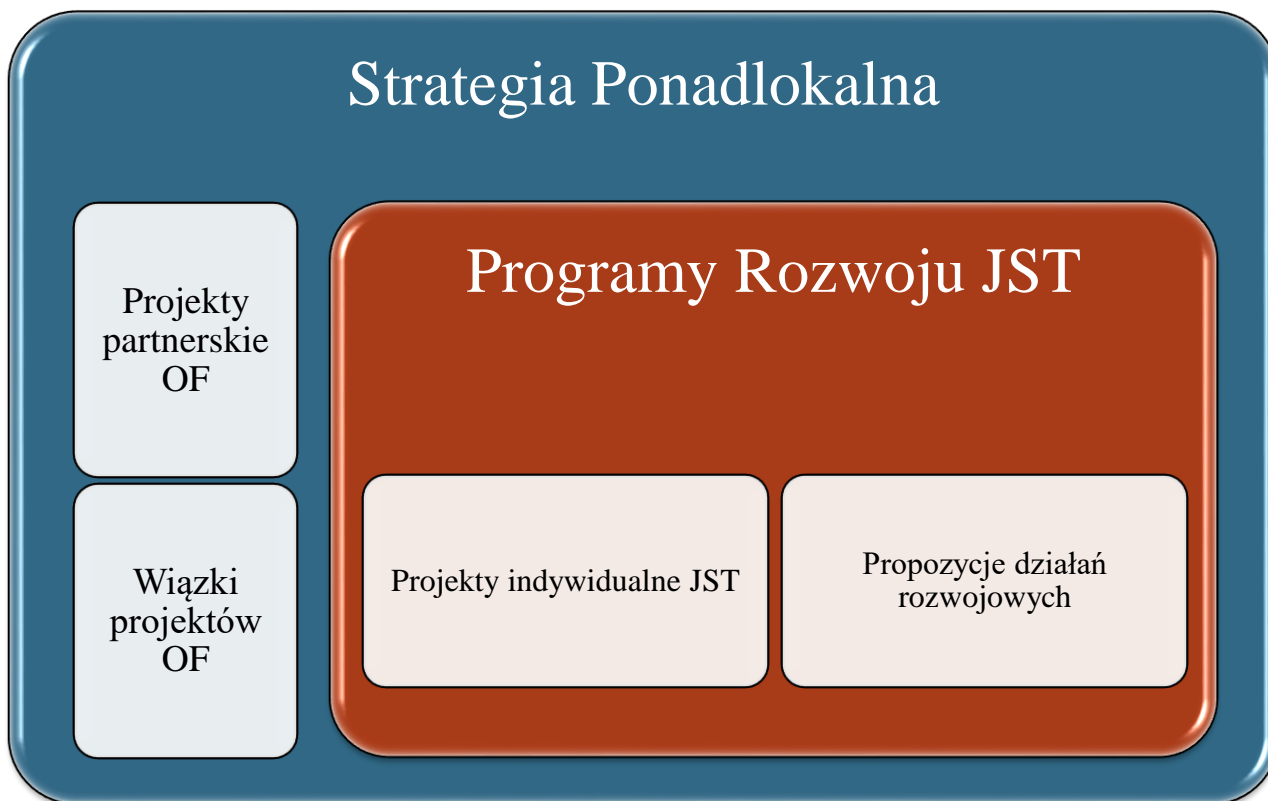 Strategia Ponadlokalna
Projekty
partnerskie
OF
Wiązki
projektów
OF
Programy Rozwoju JST
Projekty indywidualne JST
Propozycje działań
rozwojowych